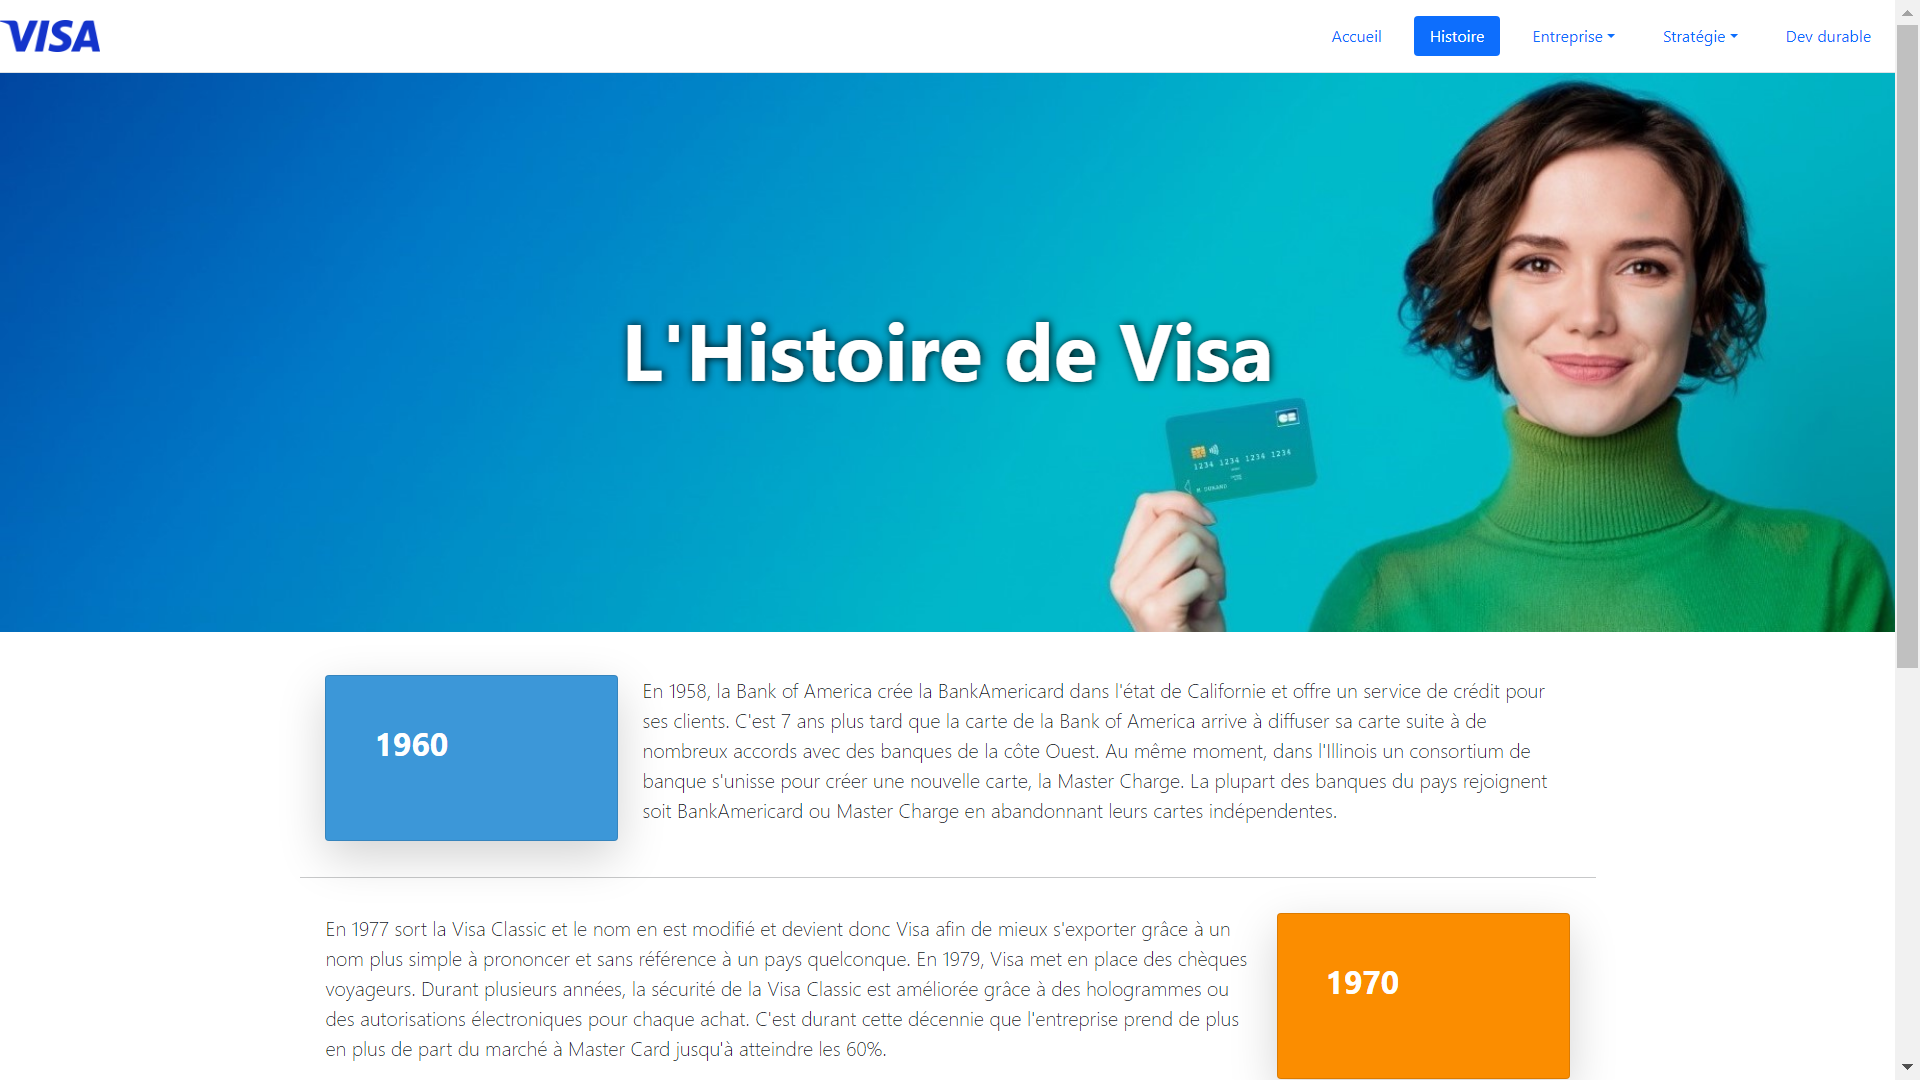 VISA
Accueil
Histoire
Entreprise
Stratégie
Dev durable
L'Histoire de Visa
1234 1234 1234 1234
1960
En 1958, la Bank of America crée la BankAmericard dans l'état de Californie et offre un service de crédit pour
ses clients. C'est 7 ans plus tard que la carte de la Bank of America arrive à diffuser sa carte suite à de
nombreux accords avec des banques de la côte Ouest. Au même moment, dans l'Illinois un consortium de
banque s'unisse pour créer une nouvelle carte, la Master Charge. La plupart des banques du pays rejoignent
soit BankAmericard ou Master Charge en abandonnant leurs cartes indépendentes.
En 1977 sort la Visa Classic et le nom en est modifié et devient donc Visa afin de mieux s'exporter grâce à un
nom plus simple à prononcer et sans référence à un pays quelconque. En 1979, Visa met en place des chèques
voyageurs. Durant plusieurs années, la sécurité de la Visa Classic est améliorée grâce à des hologrammes ou
des autorisations électroniques pour chaque achat. C'est durant cette décennie que l'entreprise prend de plus
en plus de part du marché à Master Card jusqu'à atteindre les 60%.
1970